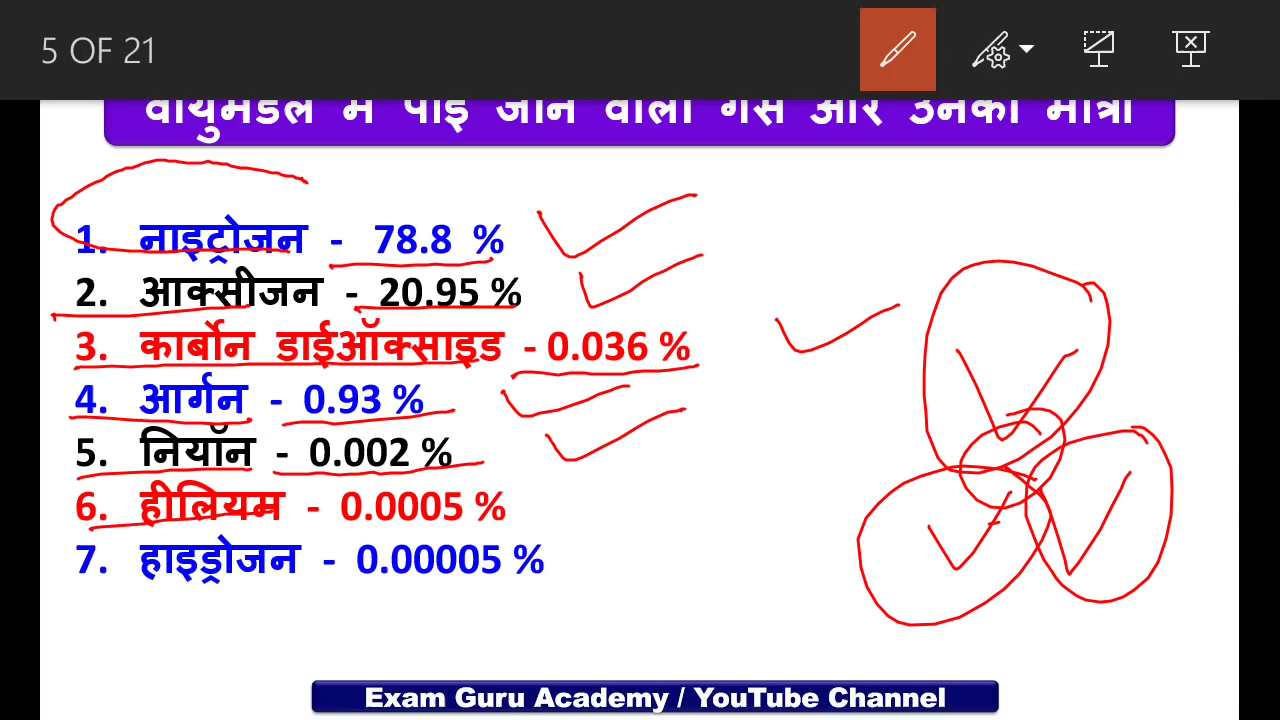 5 OF 21
वायुमंडल में पाई जाने वाली गैसें और उनकी मात्रा
1. नाइट्रोजन - 78.8 %
2. आक्सीजन - 20.95 %
3. कार्बोन डाईऑक्साइड - 0.036 %
4. आर्गन - 0.93 %
5. नियॉन - 0.002 %
6. हीलियम - 0.0005 %
7. हाइड्रोजन - 0.00005 %
Exam Guru Academy / YouTube Channel